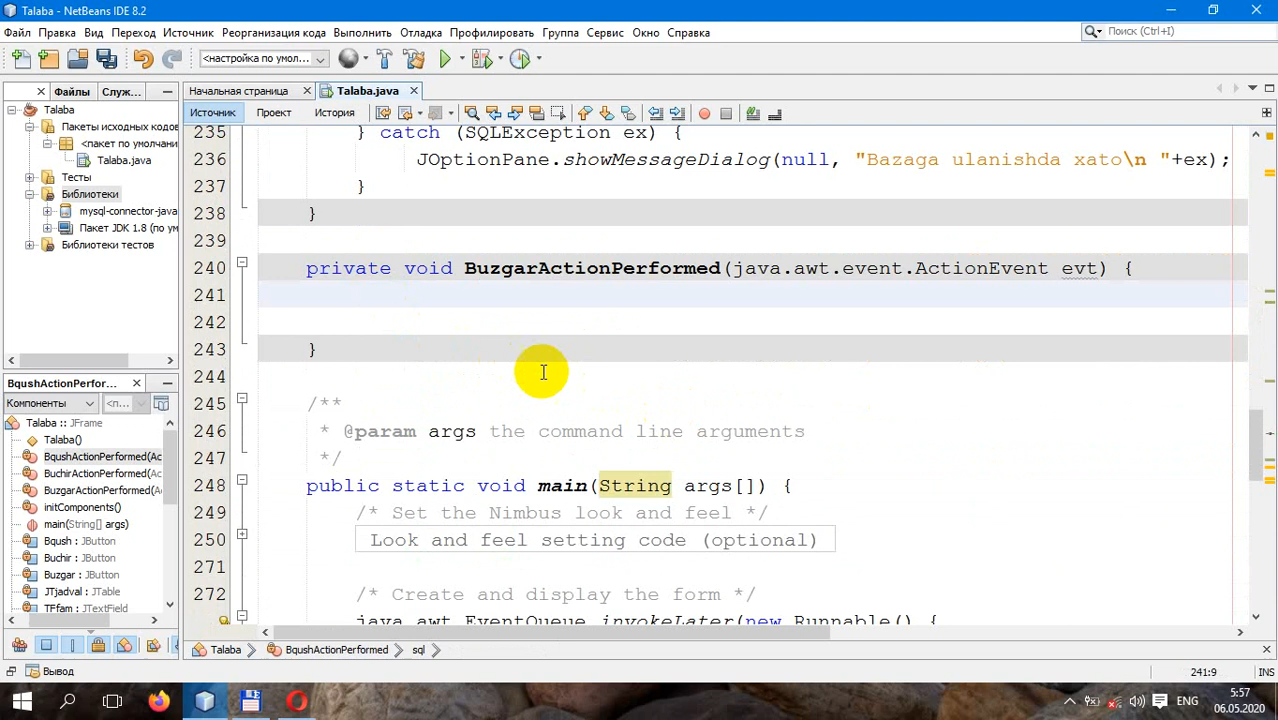 Talaba - NetBeans IDE 8.2
Файл Правка Вид Переход Источник Реорганизация кода Выполнить Отладка Профилировать Группа Сервис Окно Справка
Поиск (Ctrl+I)
<настройка по умол...
Файлы Служ...
Начальная страница Talaba.java
Источник Проект История
Talaba
Пакеты исходных кодов
<пакет по умолчани
Talaba.java
Тесты
Библиотеки
mysql-connector-java
Пакет JDK 1.8 (по ум
Библиотеки тестов
235 } catch (SQLException ex) {
236 JOptionPane.showMessageDialog(null, "Bazaga ulanishda xato\n "+ex);
237 }
238 }
239
240 private void BuzgarActionPerformed(java.awt.event.ActionEvent evt) {
241
242
243 }
244
245 /**
246 * @param args the command line arguments
247 */
248 public static void main(String args[]) {
249 /* Set the Nimbus look and feel */
250 Look and feel setting code (optional)
271
272 /* Create and display the form */
java.awt.EventQueue.invokeLater(new Runnable() {
BqushActionPerfor...
Компоненты <п...
Talaba :: JFrame
Talaba()
BqushActionPerformed(Ac
BuchirActionPerformed(Ac
BuzgarActionPerformed(Ac
initComponents()
main(String[] args)
Bqush : JButton
Buchir : JButton
Buzgar : JButton
JTjadval : JTable
TFfam : JTextField
Talaba BqushActionPerformed sql
Вывод
241:9 INS
ENG
5:57
06.05.2020